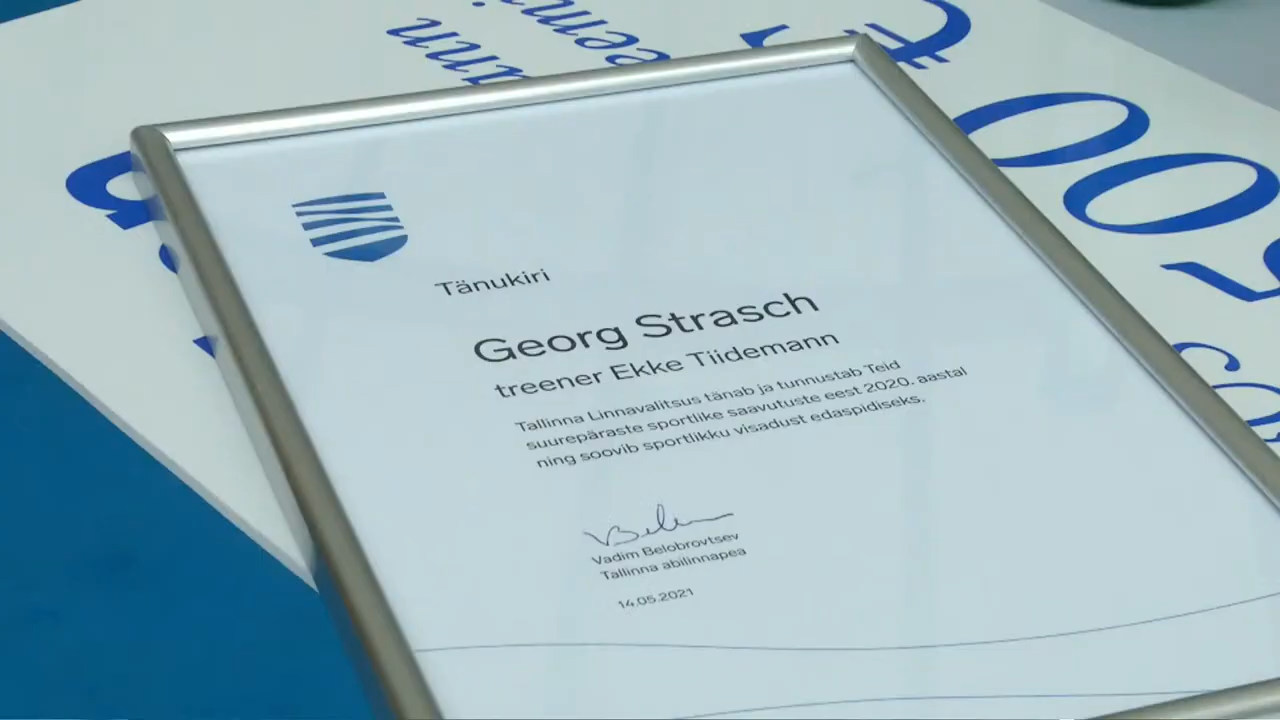 Tänukiri
Georg Strasch
treener Ekke Tiidemann
Tallinna Linnavalitsus tänab ja tunnustab Teid
suurepäraste sportlike saavutuste eest 2020. aastal
ning soovib sportlikku visadust edaspidiseks.
Vadim Belobrovtsev
Tallinna abilinnapea
14.05.2021